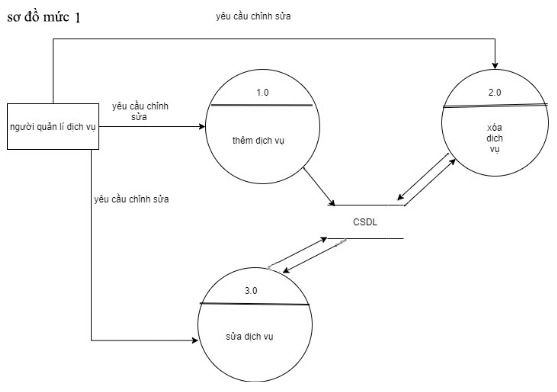 sơ đồ mức 1
yêu cầu chỉnh sửa
1.0
2.0
người quản lí dịch vụ
yêu cầu chỉnh
sửa
thêm dịch vụ
xóa
dịch
vụ
yêu cầu chỉnh sửa
CSDL
3.0
sửa dịch vụ